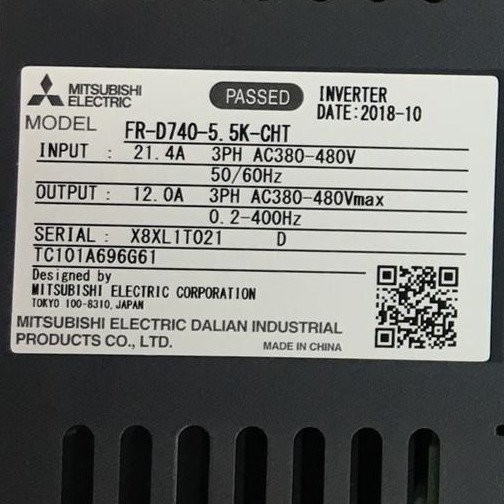 MITSUBISHI
ELECTRIC
PASSED
INVERTER
DATE:2018-10
MODEL FR-D740-5.5K-CHT
INPUT : 21.4A 3PH AC380-480V
50/60Hz
OUTPUT : 12.0A 3PH AC380-480Vmax
0.2-400Hz
SERIAL : X8XL1T021 D
TC101A696G61
Designed by
MITSUBISHI ELECTRIC CORPORATION
TOKYO 100-8310, JAPAN
MITSUBISHI ELECTRIC DALIAN INDUSTRIAL
PRODUCTS CO., LTD. MADE IN CHINA